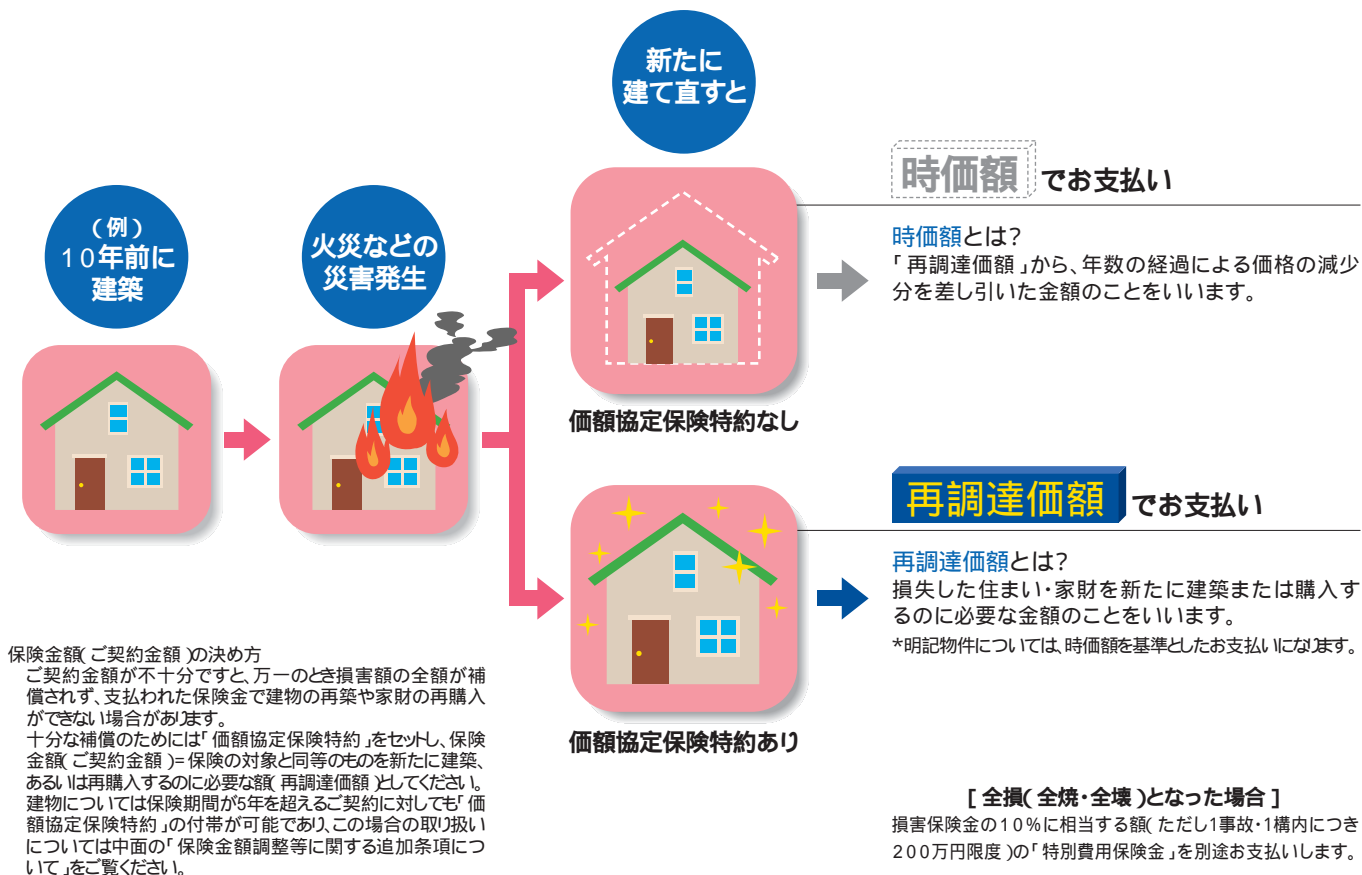 新たに
建て直すと
(例)
10年前に
建築
火災などの
災害発生
時価額 でお支払い
時価額とは?
「再調達価額」から、年数の経過による価格の減少
分を差し引いた金額のことをいいます。
価額協定保険特約なし
再調達価額 でお支払い
再調達価額とは?
損失した住まい・家財を新たに建築または購入す
るのに必要な金額のことをいいます。
*明記物件については、時価額を基準としたお支払いになります。
価額協定保険特約あり
保険金額(ご契約金額)の決め方
ご契約金額が不十分ですと、万一のとき損害額の全額が補
償されず、支払われた保険金で建物の再築や家財の再購入
ができない場合があります。
十分な補償のためには「価額協定保険特約」をセットし、保険
金額(ご契約金額)=保険の対象と同等のものを新たに建築、
あるいは再購入するのに必要な額(再調達価額)としてください。
建物については保険期間が5年を超えるご契約に対しても「価
額協定保険特約」の付帯が可能であり、この場合の取り扱い
については中面の「保険金額調整等に関する追加条項につ
いて」をご覧ください。
[全損(全焼・全壊)となった場合]
損害保険金の10%に相当する額(ただし1事故・1構内につき
200万円限度)の「特別費用保険金」を別途お支払いします。